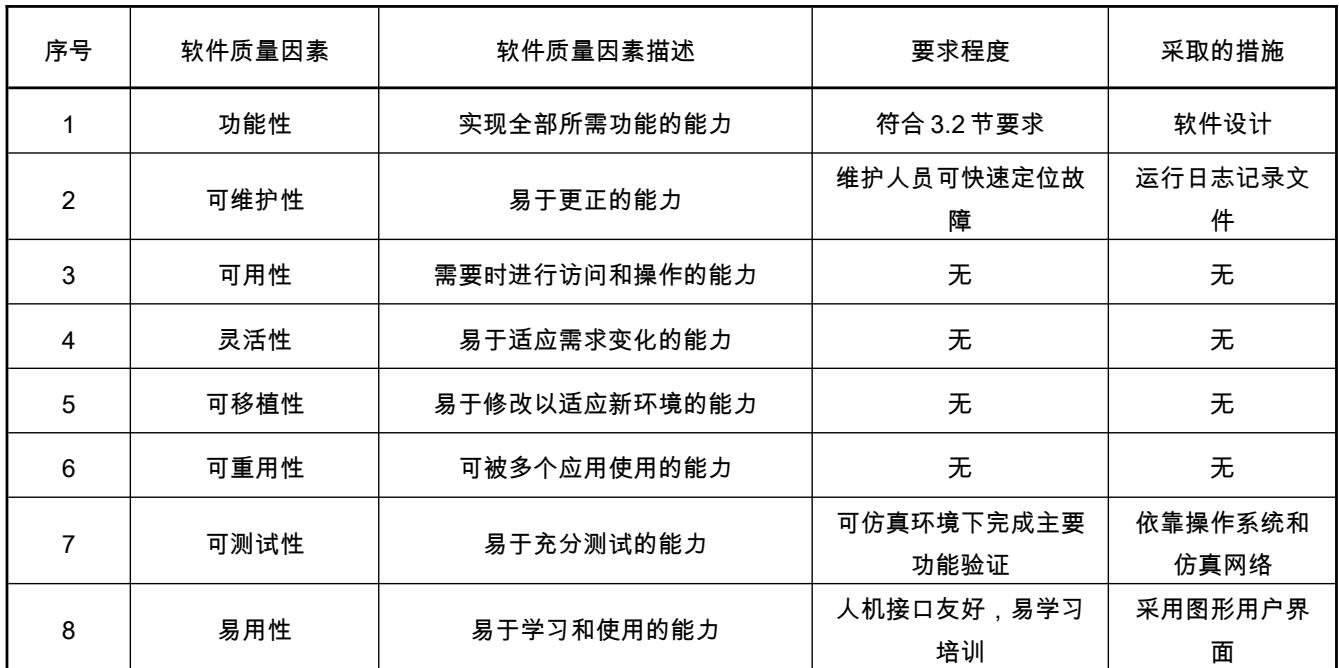 序号 软件质量因素 软件质量因素描述 要求程度 采取的措施
1 功能性 实现全部所需功能的能力 符合 3.2 节要求 软件设计
2 可维护性 易于更正的能力 维护人员可快速定位故 运行日志记录文
障 件
3 可用性 需要时进行访问和操作的能力 无 无
4 灵活性 易于适应需求变化的能力 无 无
5 可移植性 易于修改以适应新环境的能力 无 无
6 可重用性 可被多个应用使用的能力 无 无
7 可测试性 易于充分测试的能力 可仿真环境下完成主要 依靠操作系统和
功能验证 仿真网络
8 易用性 易于学习和使用的能力 人机接口友好，易学习 采用图形用户界
培训 面